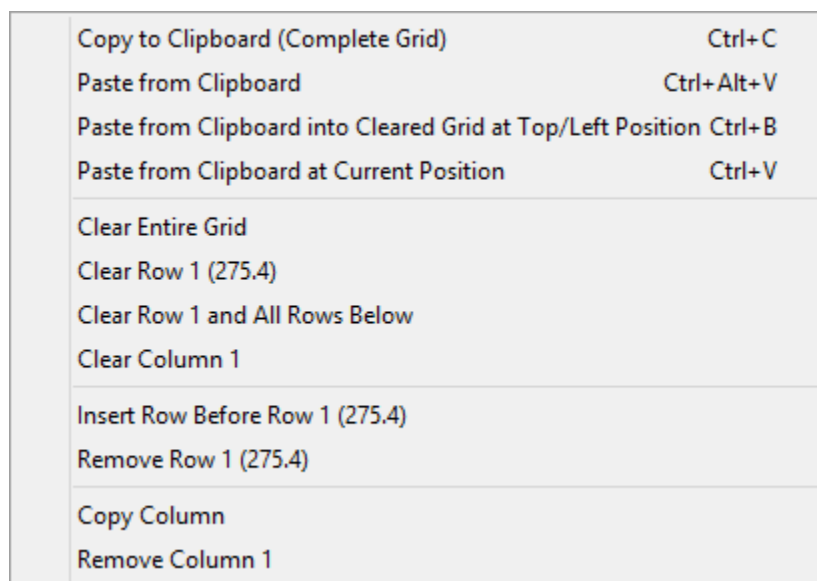 Copy to Clipboard (Complete Grid) Ctrl+C
Paste from Clipboard Ctrl+Alt+V
Paste from Clipboard into Cleared Grid at Top/Left Position Ctrl+B
Paste from Clipboard at Current Position Ctrl+V
Clear Entire Grid
Clear Row 1 (275.4)
Clear Row 1 and All Rows Below
Clear Column 1
Insert Row Before Row 1 (275.4)
Remove Row 1 (275.4)
Copy Column
Remove Column 1